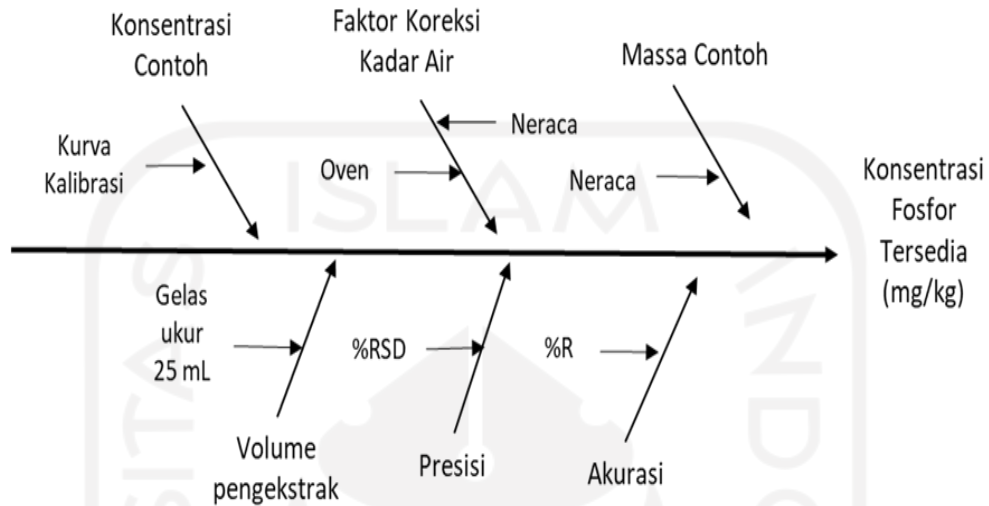 Konsentrasi
Contoh
Faktor Koreksi
Kadar Air
Massa Contoh
Kurva
Kalibrasi
Oven
Neraca
Neraca
Konsentrasi
Fosfor
Tersedia
(mg/kg)
Gelas
ukur
25 mL
%RSD
%R
Volume
pengekstrak
Presisi
Akurasi
ISLAM